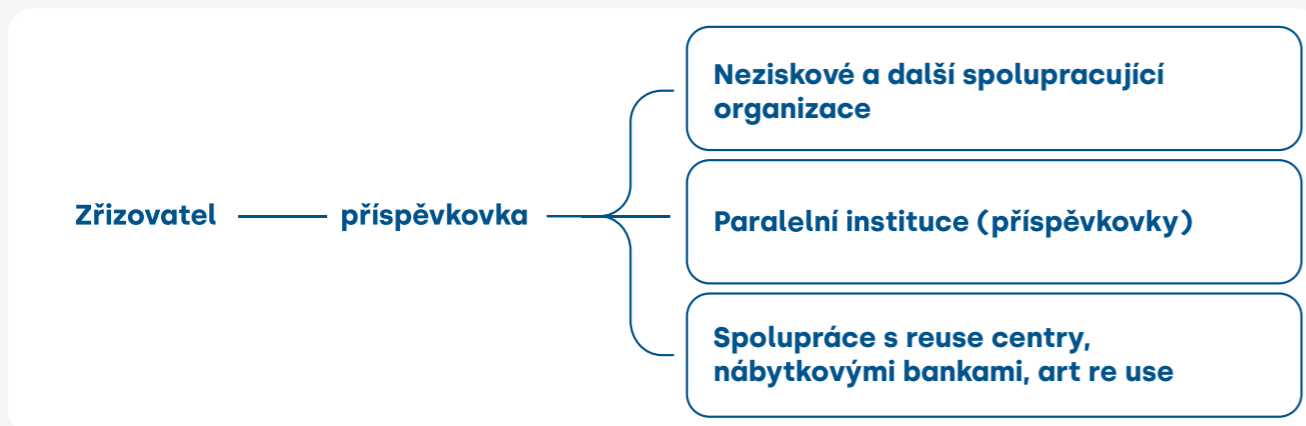 Neziskové a další spolupracující
organizace
Zřizovatel
příspěvkovka
Paralelní instituce (příspěvkovky)
Spolupráce s reuse centry,
nábytkovými bankami, art re use